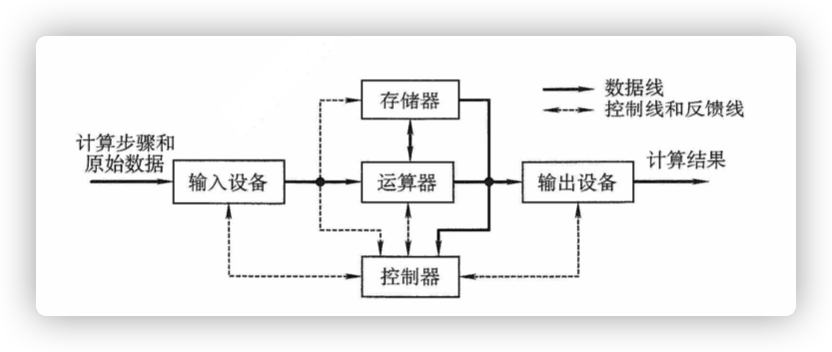 存储器
数据线
控制线和反馈线
计算步骤和
原始数据
输入设备
运算器
输出设备
计算结果
控制器